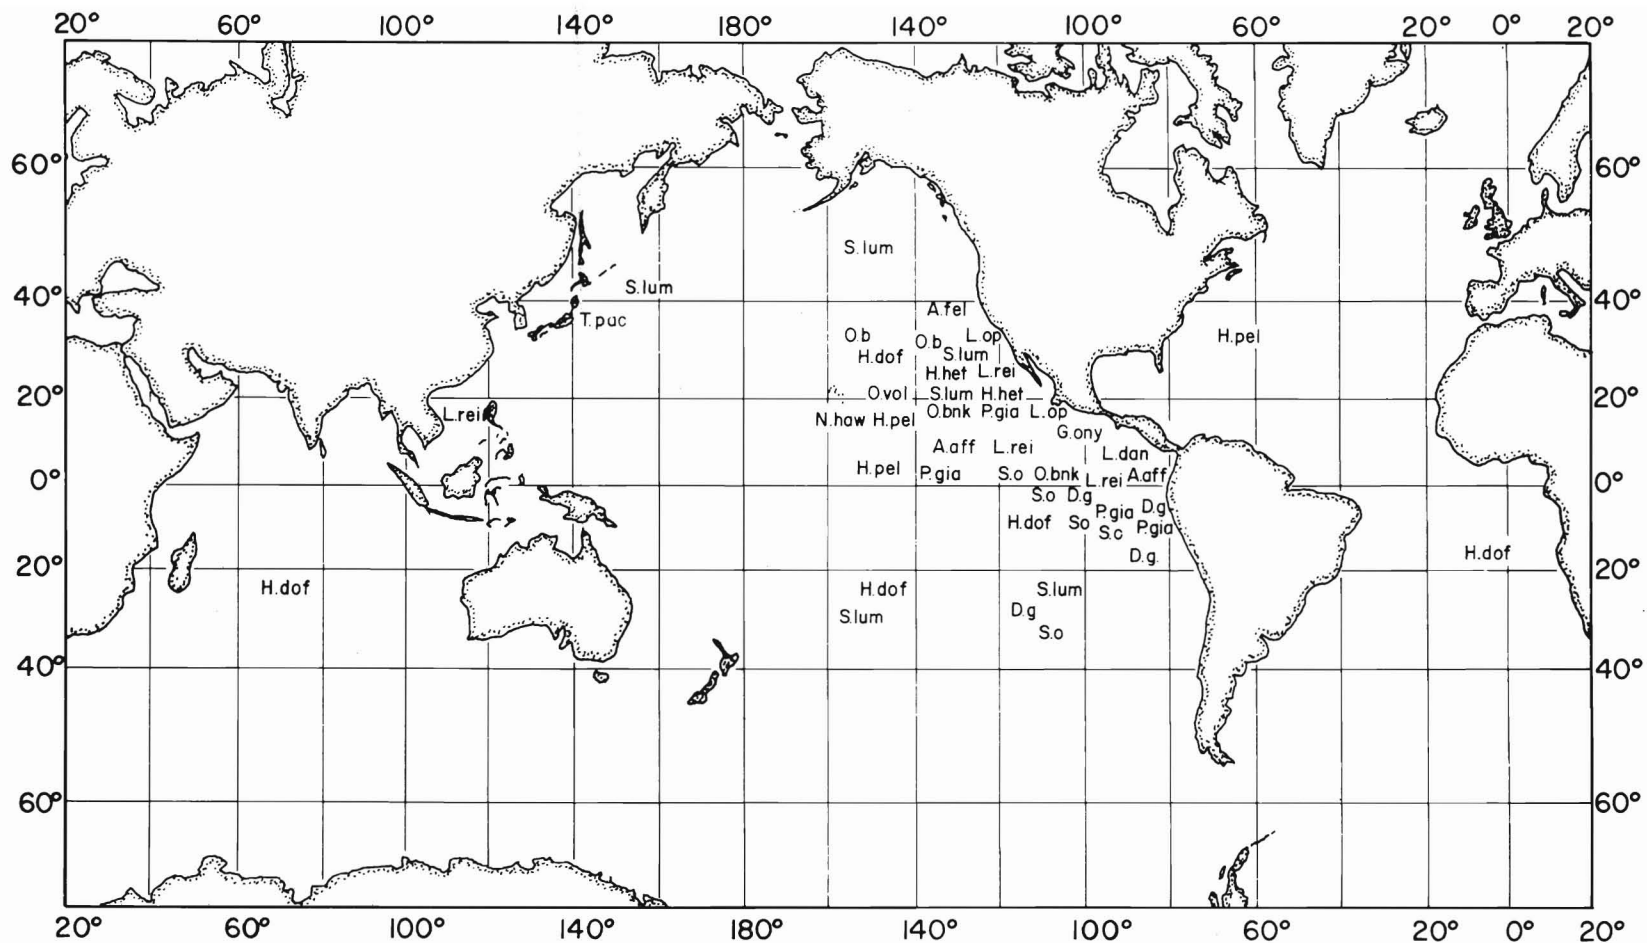 20° 60° 100° 140° 180° 140° 100° 60° 20° 0° 20°
60° 60°
S.lum
S.lum
40° 40°
A.fel
T.pac
O.b O.b L.op H.pel
H.dof S.lum
H.het L.rei
20° O.vol S.lum H.het 20°
L.rei N.haw H.pel O.bnk P.gia L.op
G.ony
A.aff L.rei L.dan
H.pel P.gia S.o O.bnk L.rei A.aff
0° 0°
S.o D.g
P.gia D.g
H.dof So S.o P.gia
D.g. H.dof
20° 20°
H.dof H.dof S.lum
S.lum D.g
S.o
40° 40°
60° 60°
20° 60° 100° 140° 180° 140° 100° 60° 20° 0° 20°